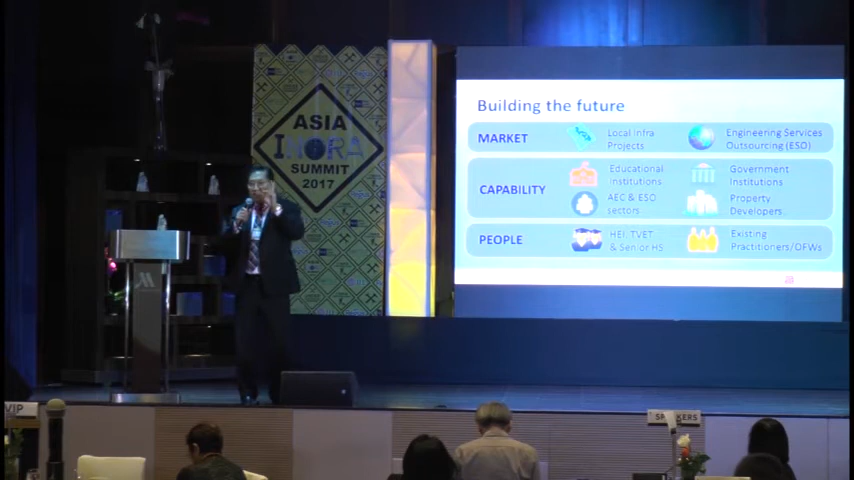 ASIA
INFRA
SUMMIT
2017
Building the future
MARKET
Local Infra
Projects
Engineering Services
Outsourcing (ESO)
CAPABILITY
Educational
Institutions
Government
Institutions
AEC & ESO
sectors
Property
Developers
PEOPLE
HEI, TVET
& Senior HS
Existing
Practitioners/OFWs
VIP
SPEAKERS